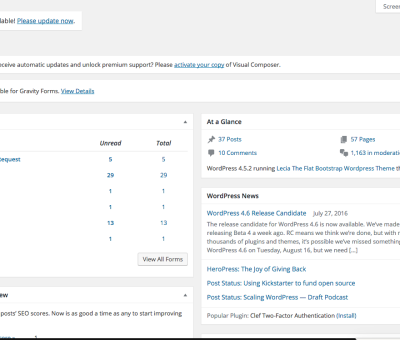 Screen
lable! Please update now.
eceive automatic updates and unlock premium support? Please activate your copy of Visual Composer.
ble for Gravity Forms. View Details
Unread Total
equest 5 5
29 29
1 1
1 1
13 13
1 1
View All Forms
ew
posts' SEO scores. Now is as good a time as any to start improving
At a Glance
37 Posts 57 Pages
10 Comments 1,163 in moderati
WordPress 4.5.2 running Lecia The Flat Bootstrap Wordpress Theme th
WordPress News
WordPress 4.6 Release Candidate July 27, 2016
The release candidate for WordPress 4.6 is now available. We've made
releasing Beta 4 a week ago. RC means we think we're done, but with m
thousands of plugins and themes, it's possible we've missed something
WordPress 4.6 on Tuesday, August 16, but we need […]
HeroPress: The Joy of Giving Back
Post Status: Using Kickstarter to fund open source
Post Status: Scaling WordPress — Draft Podcast
Popular Plugin: Clef Two-Factor Authentication (Install)